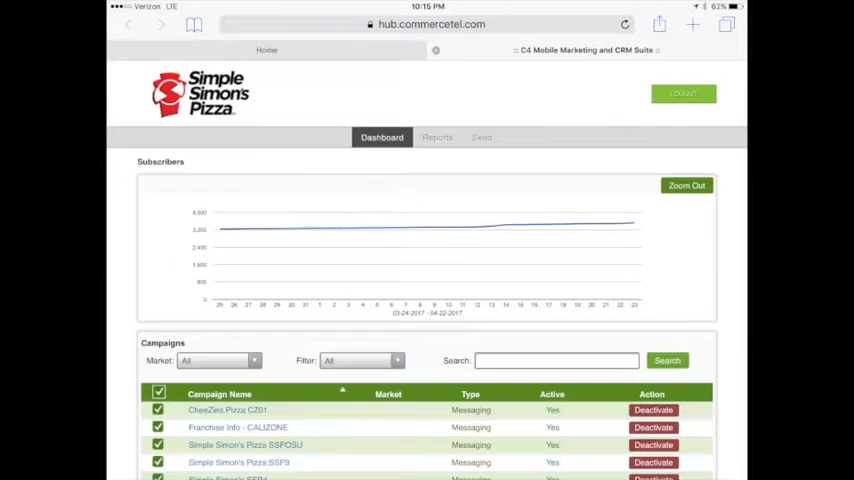 Verizon LTE 10:15 PM 62%
hub.commercetel.com
Home :: C4 Mobile Marketing and CRM Suite ::
Simple
Simon's
Pizza
LOGOUT
Dashboard Reports Send
Subscribers
Zoom Out
4,000
3,200
2,400
1,600
800
0
25 26 27 28 29 30 31 1 2 3 4 5 6 7 8 9 10 11 12 13 14 15 16 17 18 19 20 21 22 23
03-24-2017 - 04-22-2017
Campaigns
Market: All Filter: All Search: Search
Campaign Name Market Type Active Action
CheeZies Pizza CZ01 Messaging Yes Deactivate
Franchise Info - CALIZONE Messaging Yes Deactivate
Simple Simon's Pizza SSPOSU Messaging Yes Deactivate
Simple Simon's Pizza:SSP3 Messaging Yes Deactivate